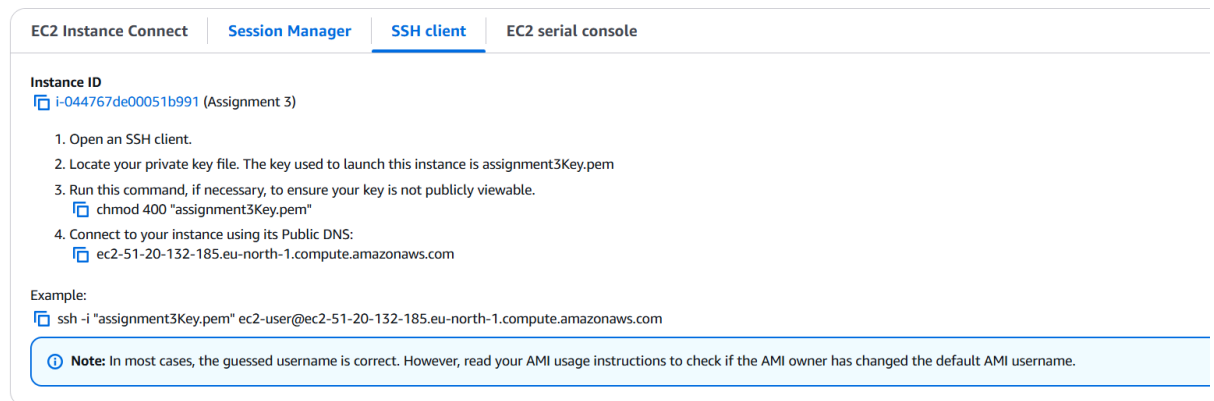 EC2 Instance Connect
Session Manager
SSH client
EC2 serial console
Instance ID
i-044767de00051b991 (Assignment 3)
1. Open an SSH client.
2. Locate your private key file. The key used to launch this instance is assignment3Key.pem
3. Run this command, if necessary, to ensure your key is not publicly viewable.
chmod 400 "assignment3Key.pem"
4. Connect to your instance using its Public DNS:
ec2-51-20-132-185.eu-north-1.compute.amazonaws.com
Example:
ssh -i "assignment3Key.pem" ec2-user@ec2-51-20-132-185.eu-north-1.compute.amazonaws.com
Note: In most cases, the guessed username is correct. However, read your AMI usage instructions to check if the AMI owner has changed the default AMI username.